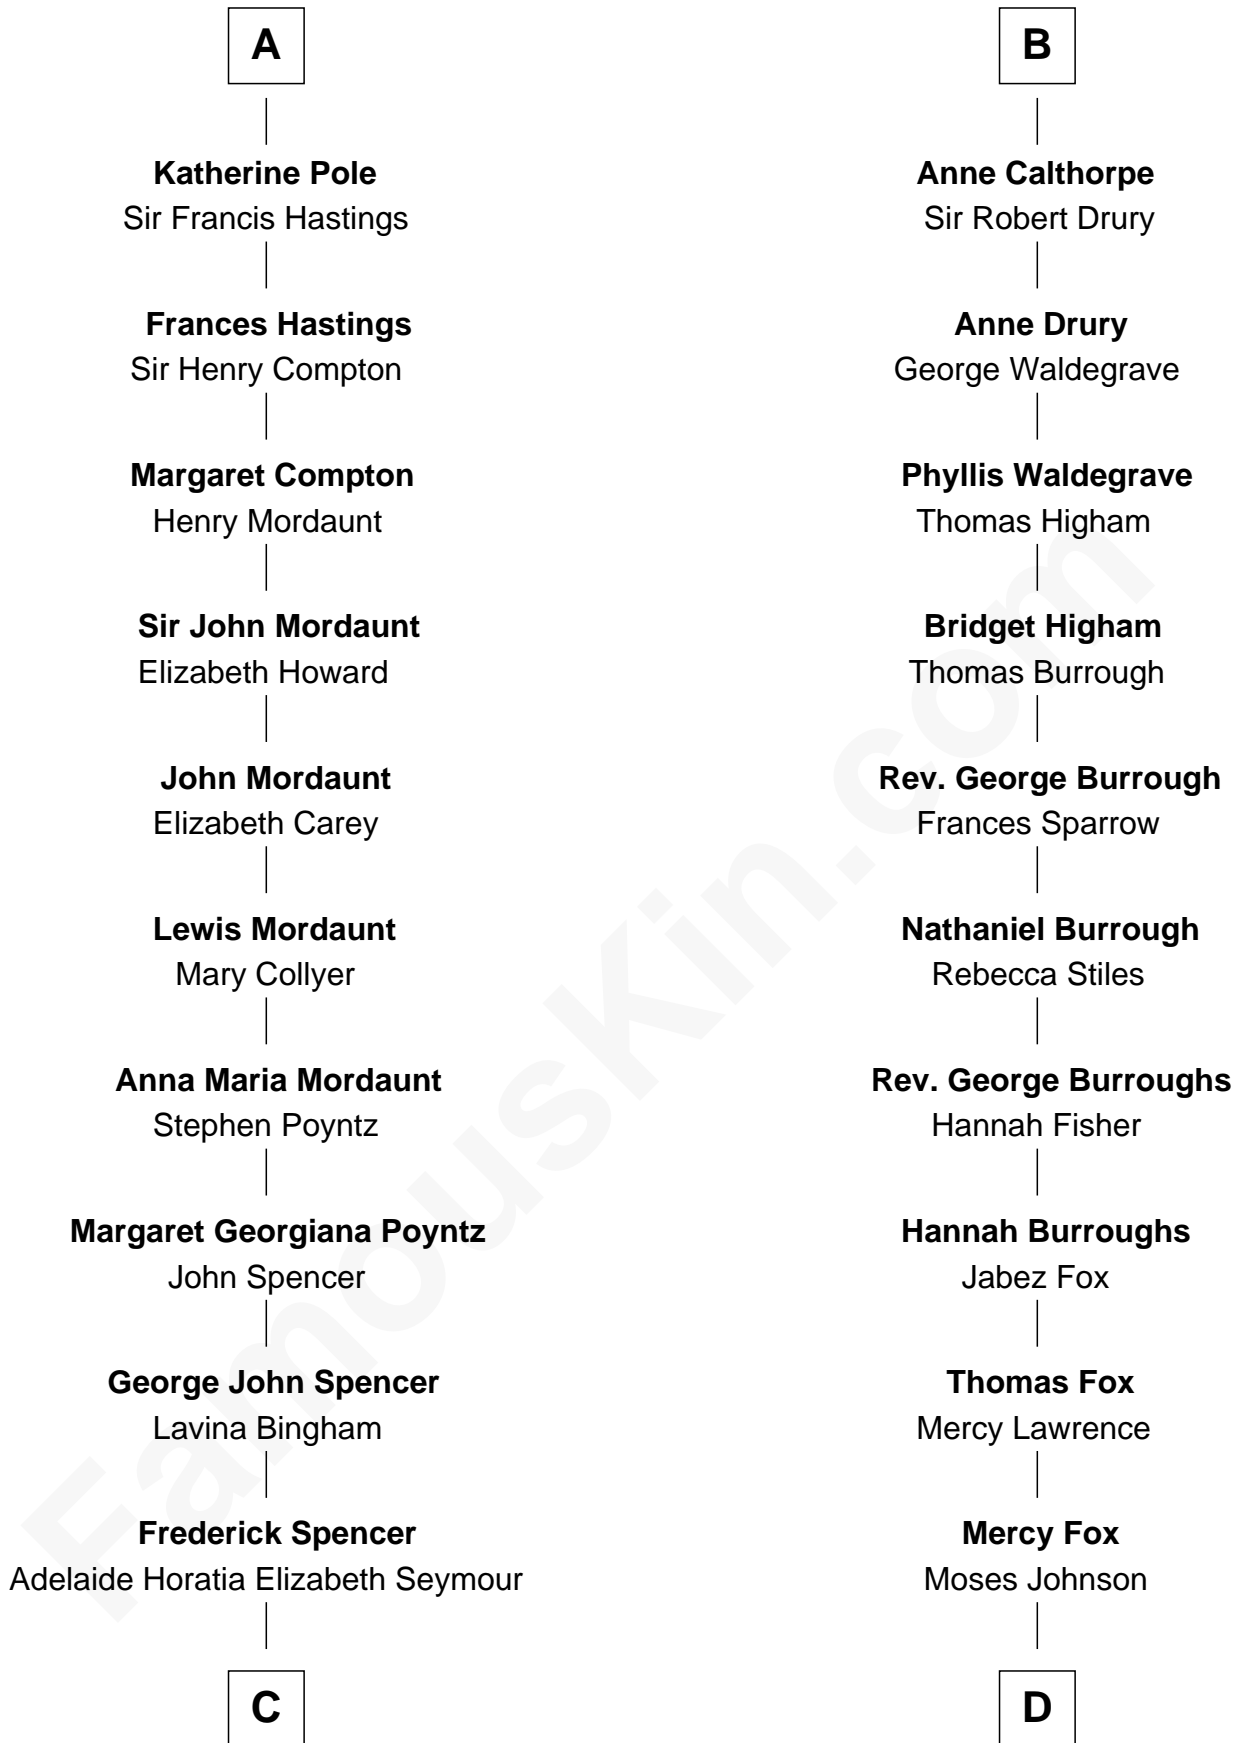 A
Katherine Pole
Sir Francis Hastings
Frances Hastings
Sir Henry Compton
Margaret Compton
Henry Mordaunt
Sir John Mordaunt
Elizabeth Howard
John Mordaunt
Elizabeth Carey
Lewis Mordaunt
Mary Collyer
Anna Maria Mordaunt
Stephen Poyntz
Margaret Georgiana Poyntz
John Spencer
George John Spencer
Lavina Bingham
Frederick Spencer
Adelaide Horatia Elizabeth Seymour
C
B
Anne Calthorpe
Sir Robert Drury
Anne Drury
George Waldegrave
Phyllis Waldegrave
Thomas Higham
Bridget Higham
Thomas Burrough
Rev. George Burrough
Frances Sparrow
Nathaniel Burrough
Rebecca Stiles
Rev. George Burroughs
Hannah Fisher
Hannah Burroughs
Jabez Fox
Thomas Fox
Mercy Lawrence
Mercy Fox
Moses Johnson
D
FamousKin.com